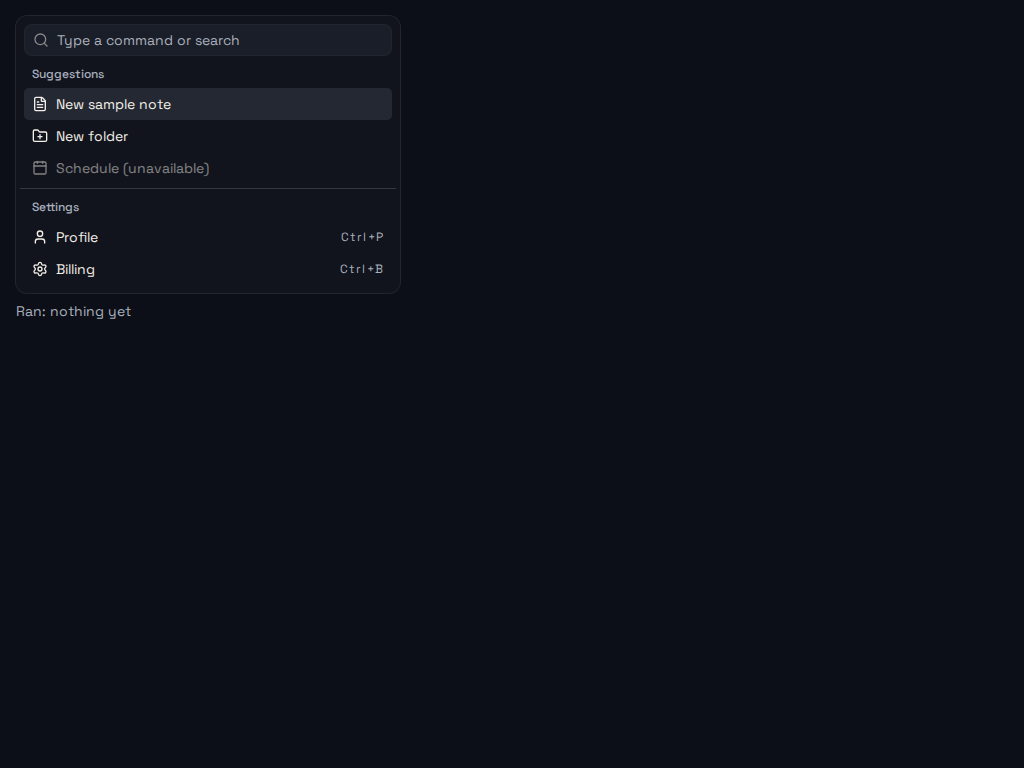 Type a command or search
Suggestions
New sample note
New folder
Schedule (unavailable)
Settings
Profile Ctrl+P
Billing Ctrl+B
Ran: nothing yet